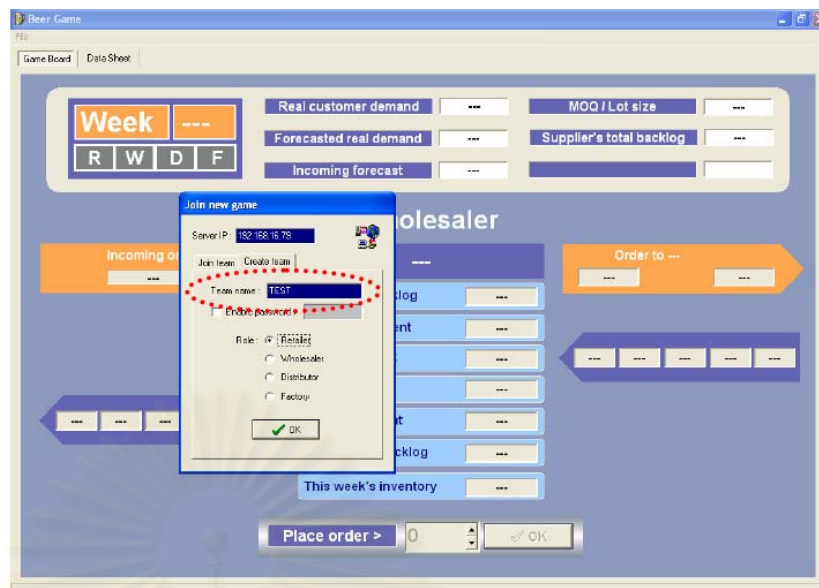 Beer Game
File
Game Board Data Sheet
Week ---
R W D F
Real customer demand ---
Forecasted real demand ---
Incoming forecast ---
MOQ / Lot size ---
Supplier's total backlog ---
olesaler
Join new game
Server IP : 192.168.16.79
Join team Create team
Team name : TEST
Enable password :
Role : Retailer
Wholesaler
Distributor
Factory
OK
Incoming or
---
---
Order to ---
--- ---
log ---
ent ---
---
---
t ---
cklog ---
This week's inventory ---
--- --- --- --- ---
--- --- ---
Place order > 0 OK